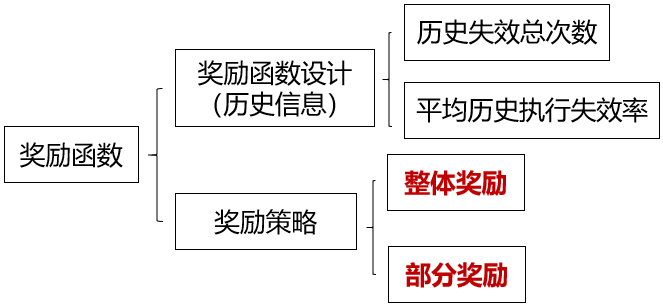 奖励函数
奖励函数设计
（历史信息）
历史失效总次数
平均历史执行失效率
奖励策略
整体奖励
部分奖励